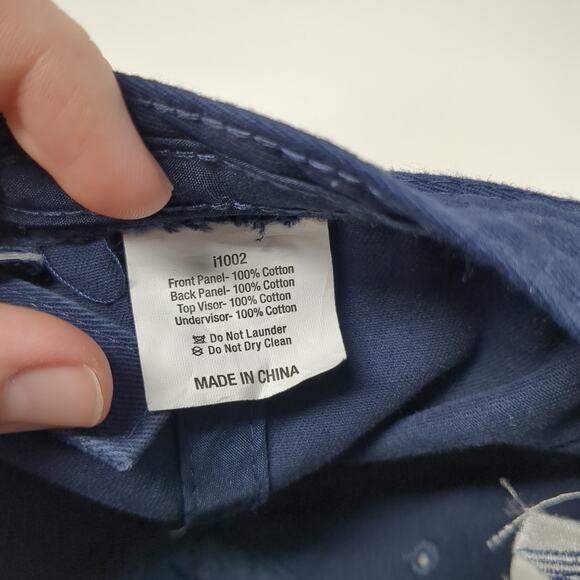 i1002
Front Panel- 100% Cotton
Back Panel- 100% Cotton
Top Visor- 100% Cotton
Undervisor- 100% Cotton
Do Not Launder
Do Not Dry Clean
MADE IN CHINA